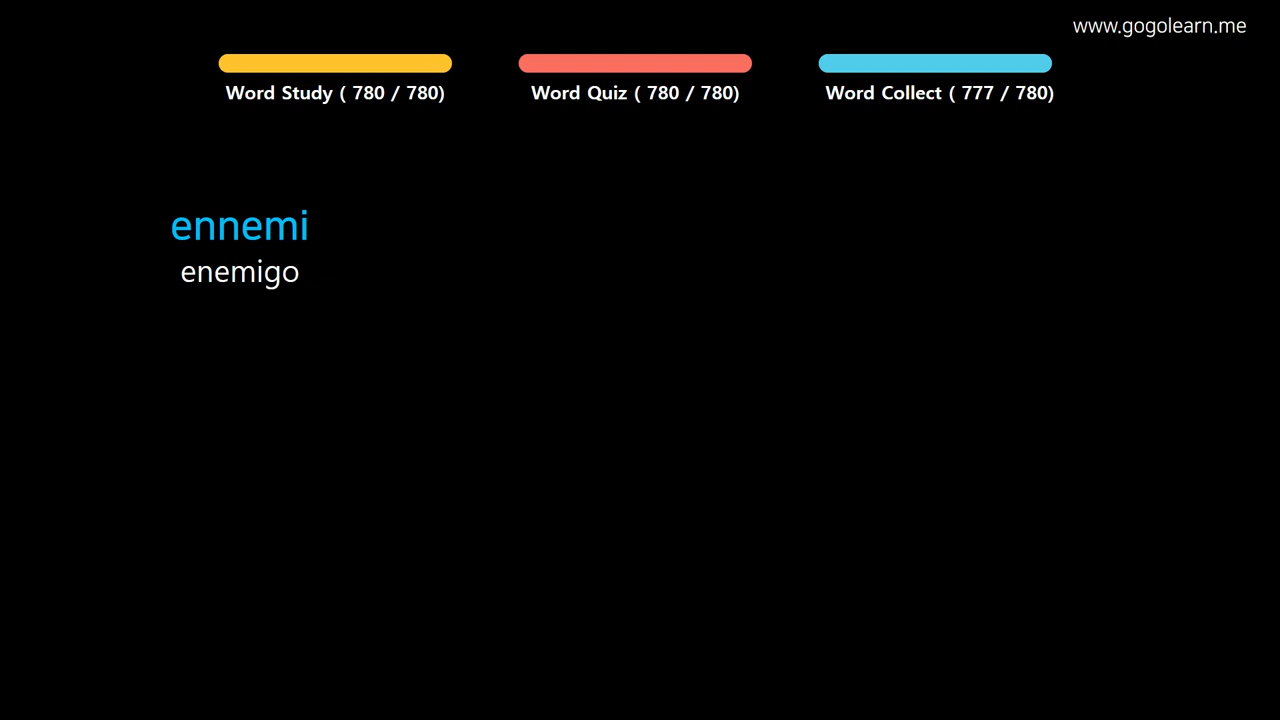 www.gogolearn.me
Word Study ( 780 / 780)
Word Quiz ( 780 / 780)
Word Collect ( 777 / 780)
ennemi
enemigo